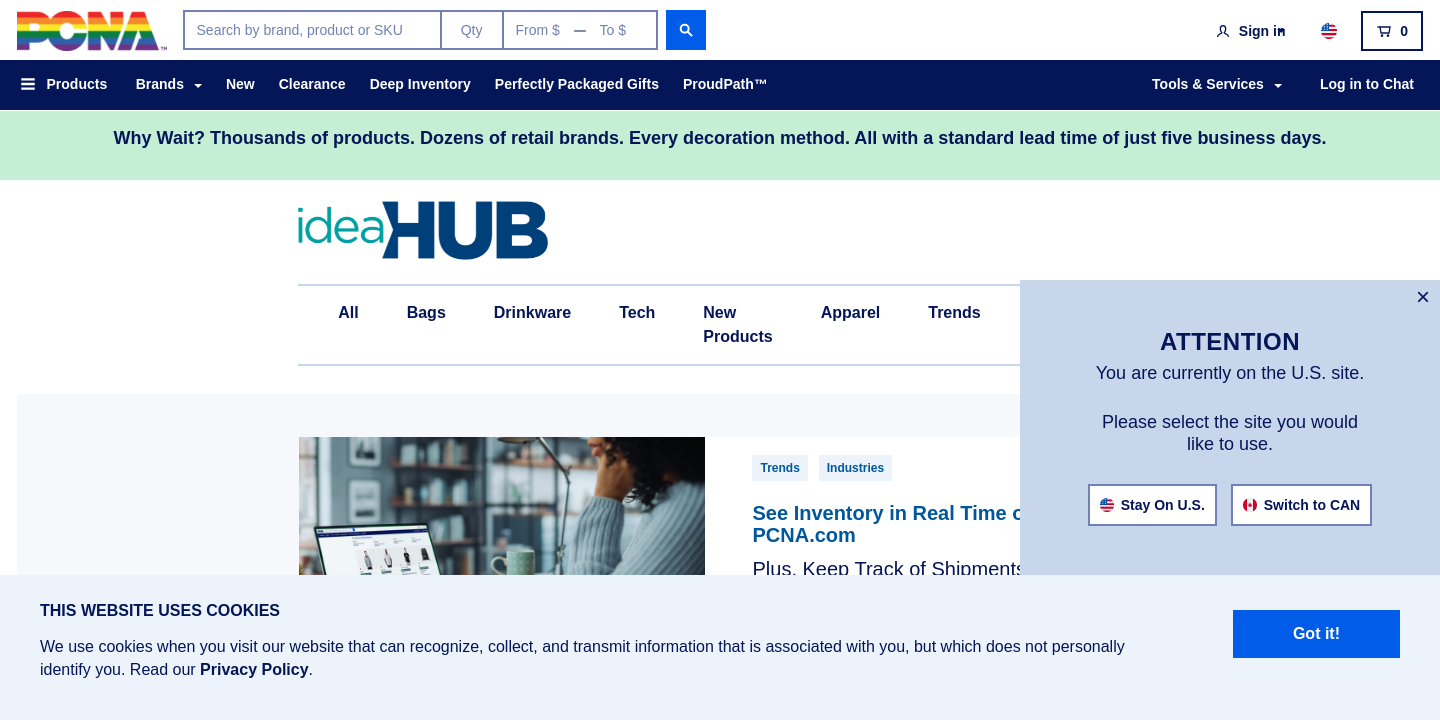 PCNA™
Search by brand, product or SKU
Qty
From $ — To $
Sign in
0
Products
Brands
New
Clearance
Deep Inventory
Perfectly Packaged Gifts
ProudPath™
Tools & Services
Log in to Chat
Why Wait? Thousands of products. Dozens of retail brands. Every decoration method. All with a standard lead time of just five business days.
ideaHUB
All
Bags
Drinkware
Tech
New
Products
Apparel
Trends
×
ATTENTION
You are currently on the U.S. site.
Please select the site you would
like to use.
Stay On U.S.
Switch to CAN
Trends
Industries
See Inventory in Real Time
PCNA.com
Plus, Keep Track of Shipments
THIS WEBSITE USES COOKIES
We use cookies when you visit our website that can recognize, collect, and transmit information that is associated with you, but which does not personally
identify you. Read our Privacy Policy.
Got it!